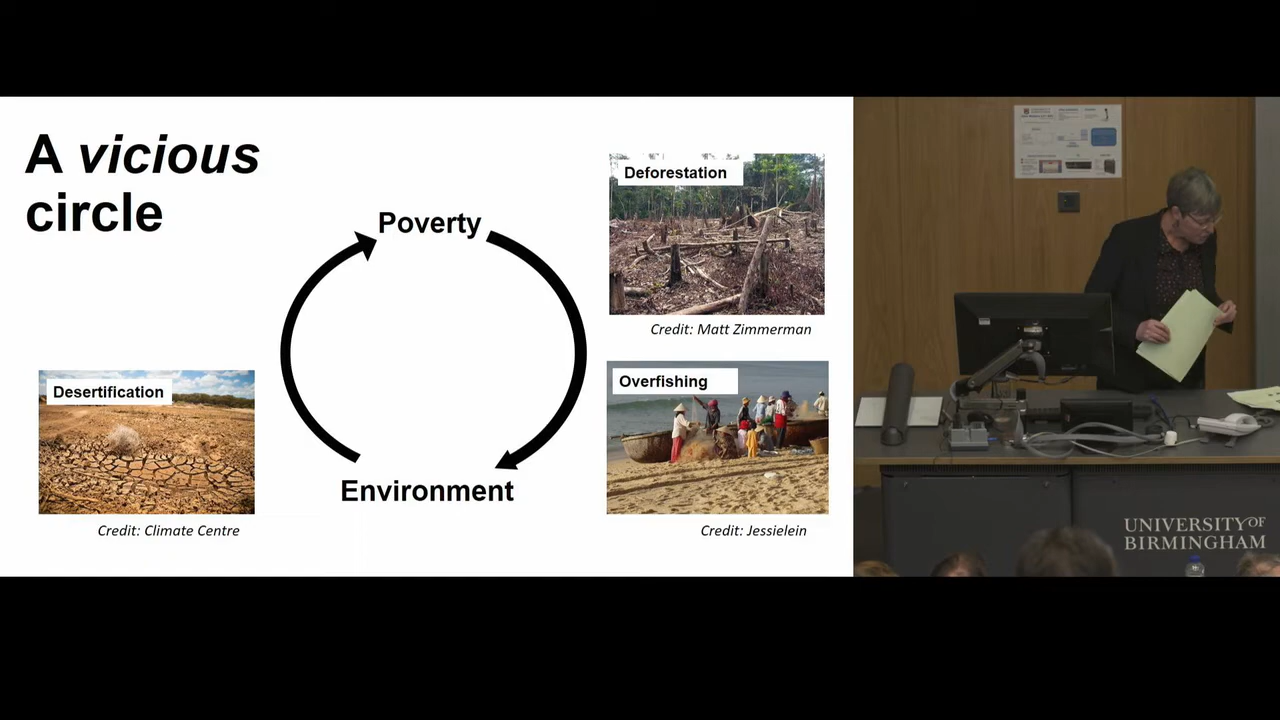 A vicious
circle
Poverty
Environment
Desertification
Credit: Climate Centre
Deforestation
Credit: Matt Zimmerman
Overfishing
Credit: Jessielein
UNIVERSITY OF
BIRMINGHAM